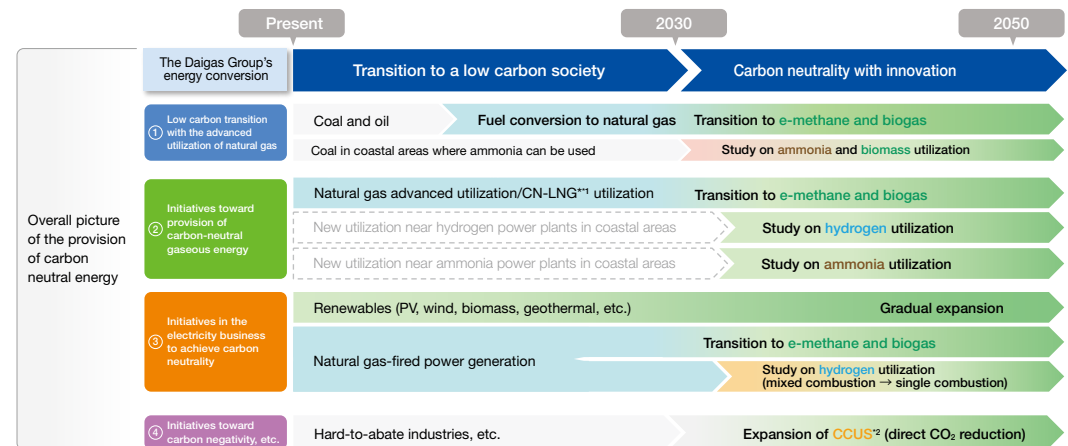 Present
2030
2050
The Daigas Group's
energy conversion
Transition to a low carbon society
Carbon neutrality with innovation
Overall picture
of the provision
of carbon
neutral energy
① Low carbon transition
with the advanced
utilization of natural gas
Coal and oil
Fuel conversion to natural gas
Transition to e-methane and biogas
Coal in coastal areas where ammonia can be used
Study on ammonia and biomass utilization
② Initiatives toward
provision of
carbon-neutral
gaseous energy
Natural gas advanced utilization/CN-LNG*1 utilization
Transition to e-methane and biogas
New utilization near hydrogen power plants in coastal areas
Study on hydrogen utilization
New utilization near ammonia power plants in coastal areas
Study on ammonia utilization
③ Initiatives in the
electricity business
to achieve carbon
neutrality
Renewables (PV, wind, biomass, geothermal, etc.)
Gradual expansion
Natural gas-fired power generation
Transition to e-methane and biogas
Study on hydrogen utilization
(mixed combustion → single combustion)
④ Initiatives toward
carbon negativity, etc.
Hard-to-abate industries, etc.
Expansion of CCUS*2 (direct CO₂ reduction)